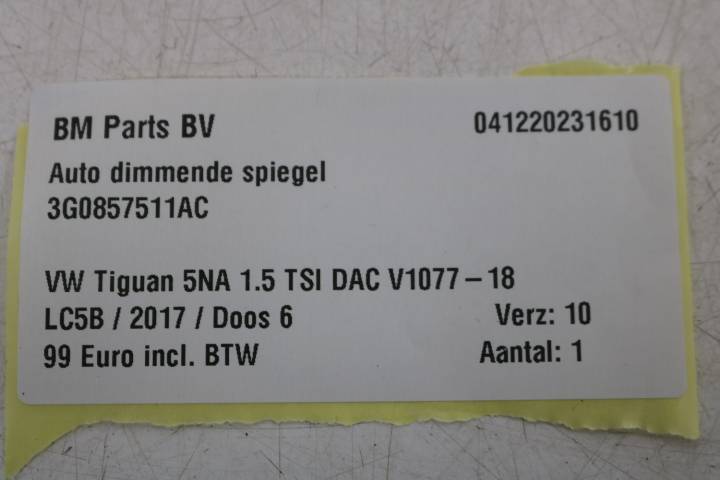 BM Parts BV 041220231610
Auto dimmende spiegel
3G0857511AC
VW Tiguan 5NA 1.5 TSI DAC V1077-18
LC5B / 2017 / Doos 6 Verz: 10
99 Euro incl. BTW Aantal: 1